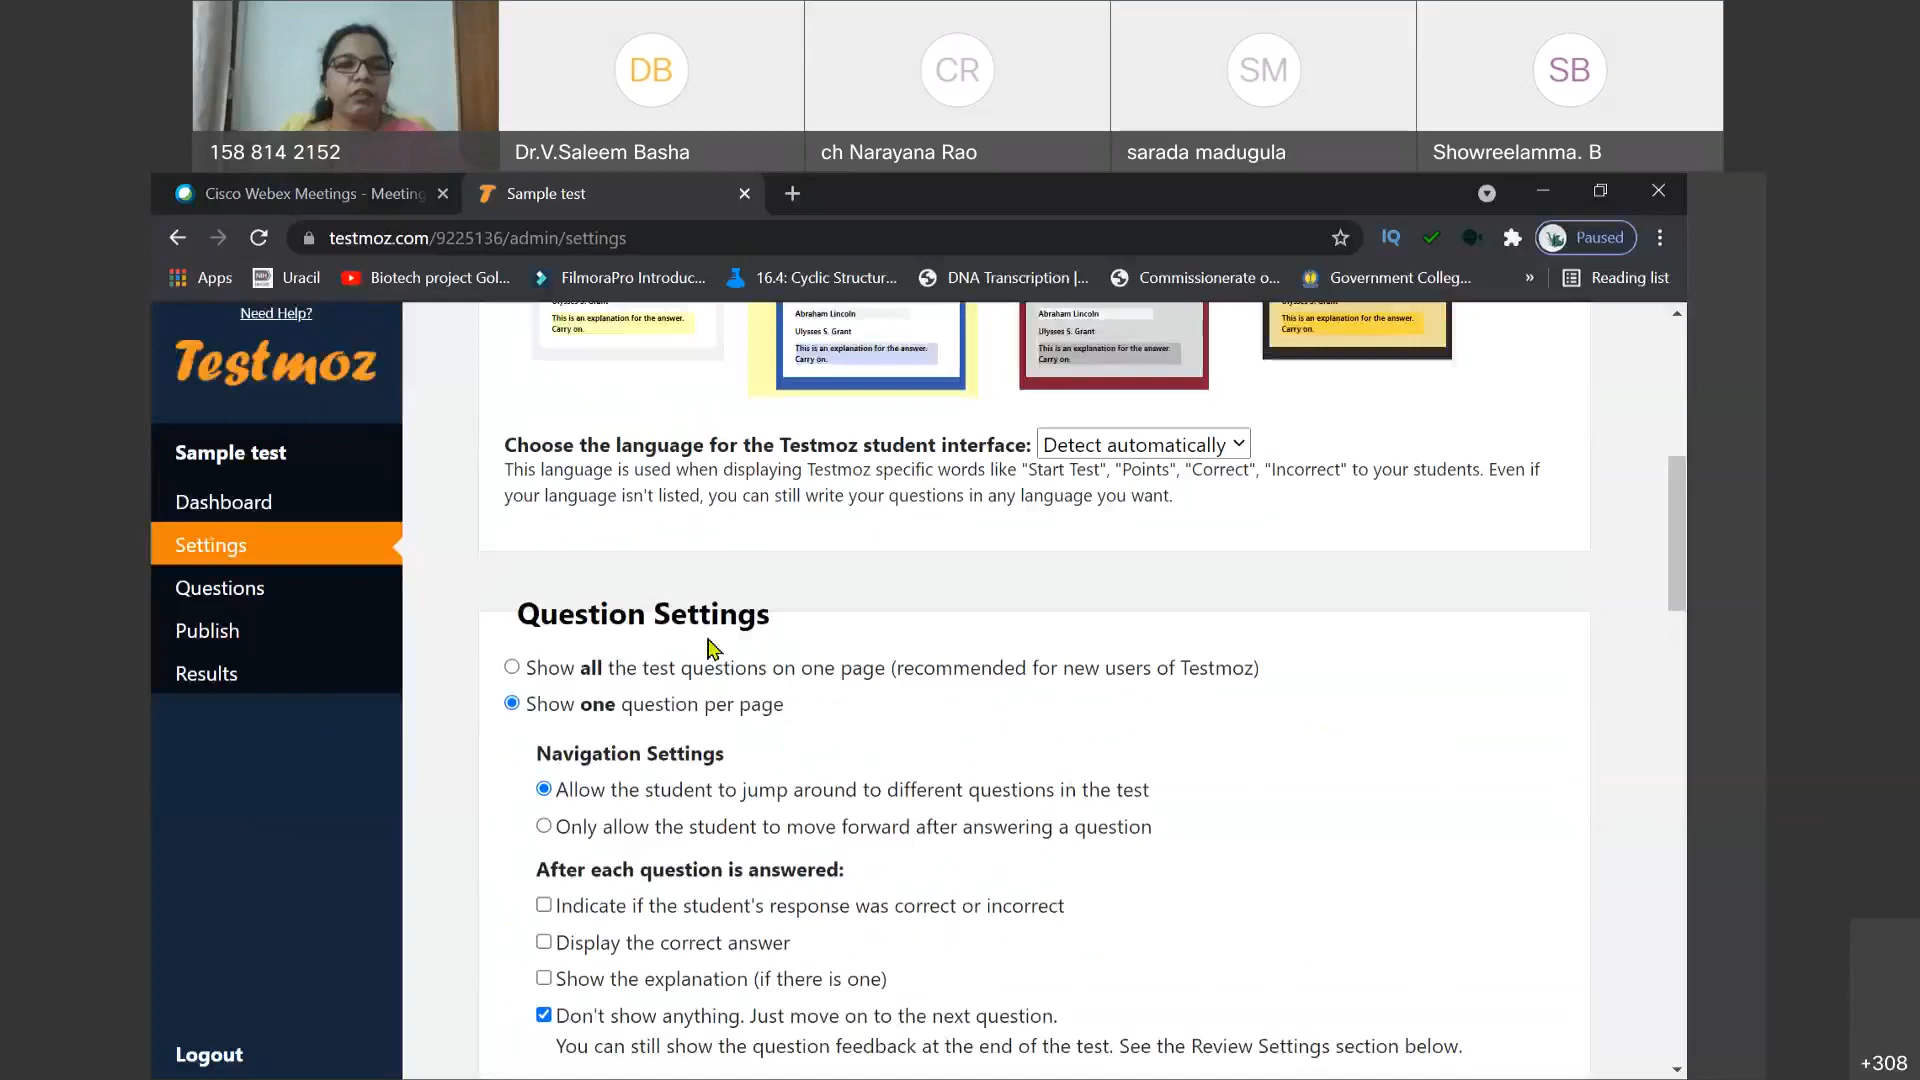 DB
CR
SM
SB
158 814 2152
Dr.V.Saleem Basha
ch Narayana Rao
sarada madugula
Showreelamma. B
Cisco Webex Meetings - Meeting
Sample test
testmoz.com/9225136/admin/settings
IQ
Paused
Apps
Uracil
Biotech project Gol...
FilmoraPro Introduc...
16.4: Cyclic Structur...
DNA Transcription |...
Commissionerate o...
Government Colleg...
»
Reading list
Need Help?
Testmoz
Sample test
Dashboard
Settings
Questions
Publish
Results
Logout
Ulysses S. Grant
This is an explanation for the answer.
Carry on.
Abraham Lincoln
Ulysses S. Grant
This is an explanation for the answer.
Carry on.
Abraham Lincoln
Ulysses S. Grant
This is an explanation for the answer.
Carry on.
Ulysses S. Grant
This is an explanation for the answer.
Carry on.
Choose the language for the Testmoz student interface: Detect automatically
This language is used when displaying Testmoz specific words like "Start Test", "Points", "Correct", "Incorrect" to your students. Even if
your language isn't listed, you can still write your questions in any language you want.
Question Settings
Show all the test questions on one page (recommended for new users of Testmoz)
Show one question per page
Navigation Settings
Allow the student to jump around to different questions in the test
Only allow the student to move forward after answering a question
After each question is answered:
Indicate if the student's response was correct or incorrect
Display the correct answer
Show the explanation (if there is one)
Don't show anything. Just move on to the next question.
You can still show the question feedback at the end of the test. See the Review Settings section below.
+308